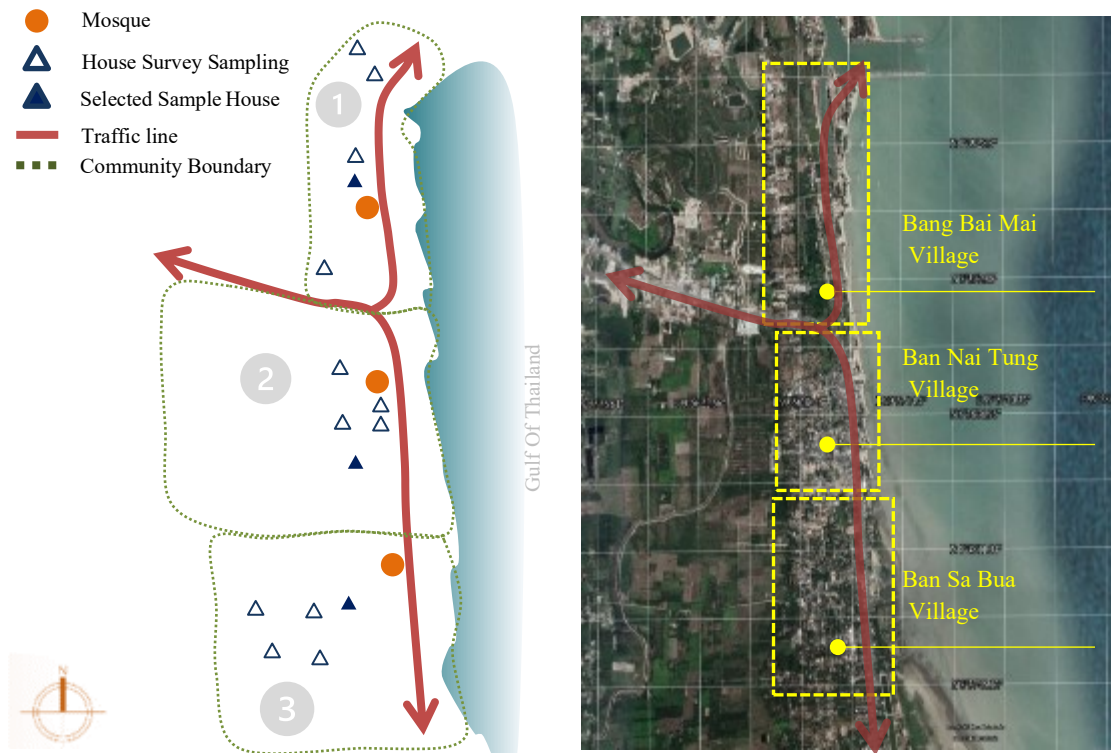 Mosque
House Survey Sampling
Selected Sample House
Traffic line
Community Boundary
1
2
3
Gulf Of Thailand
N
Bang Bai Mai
Village
Ban Nai Tung
Village
Ban Sa Bua
Village